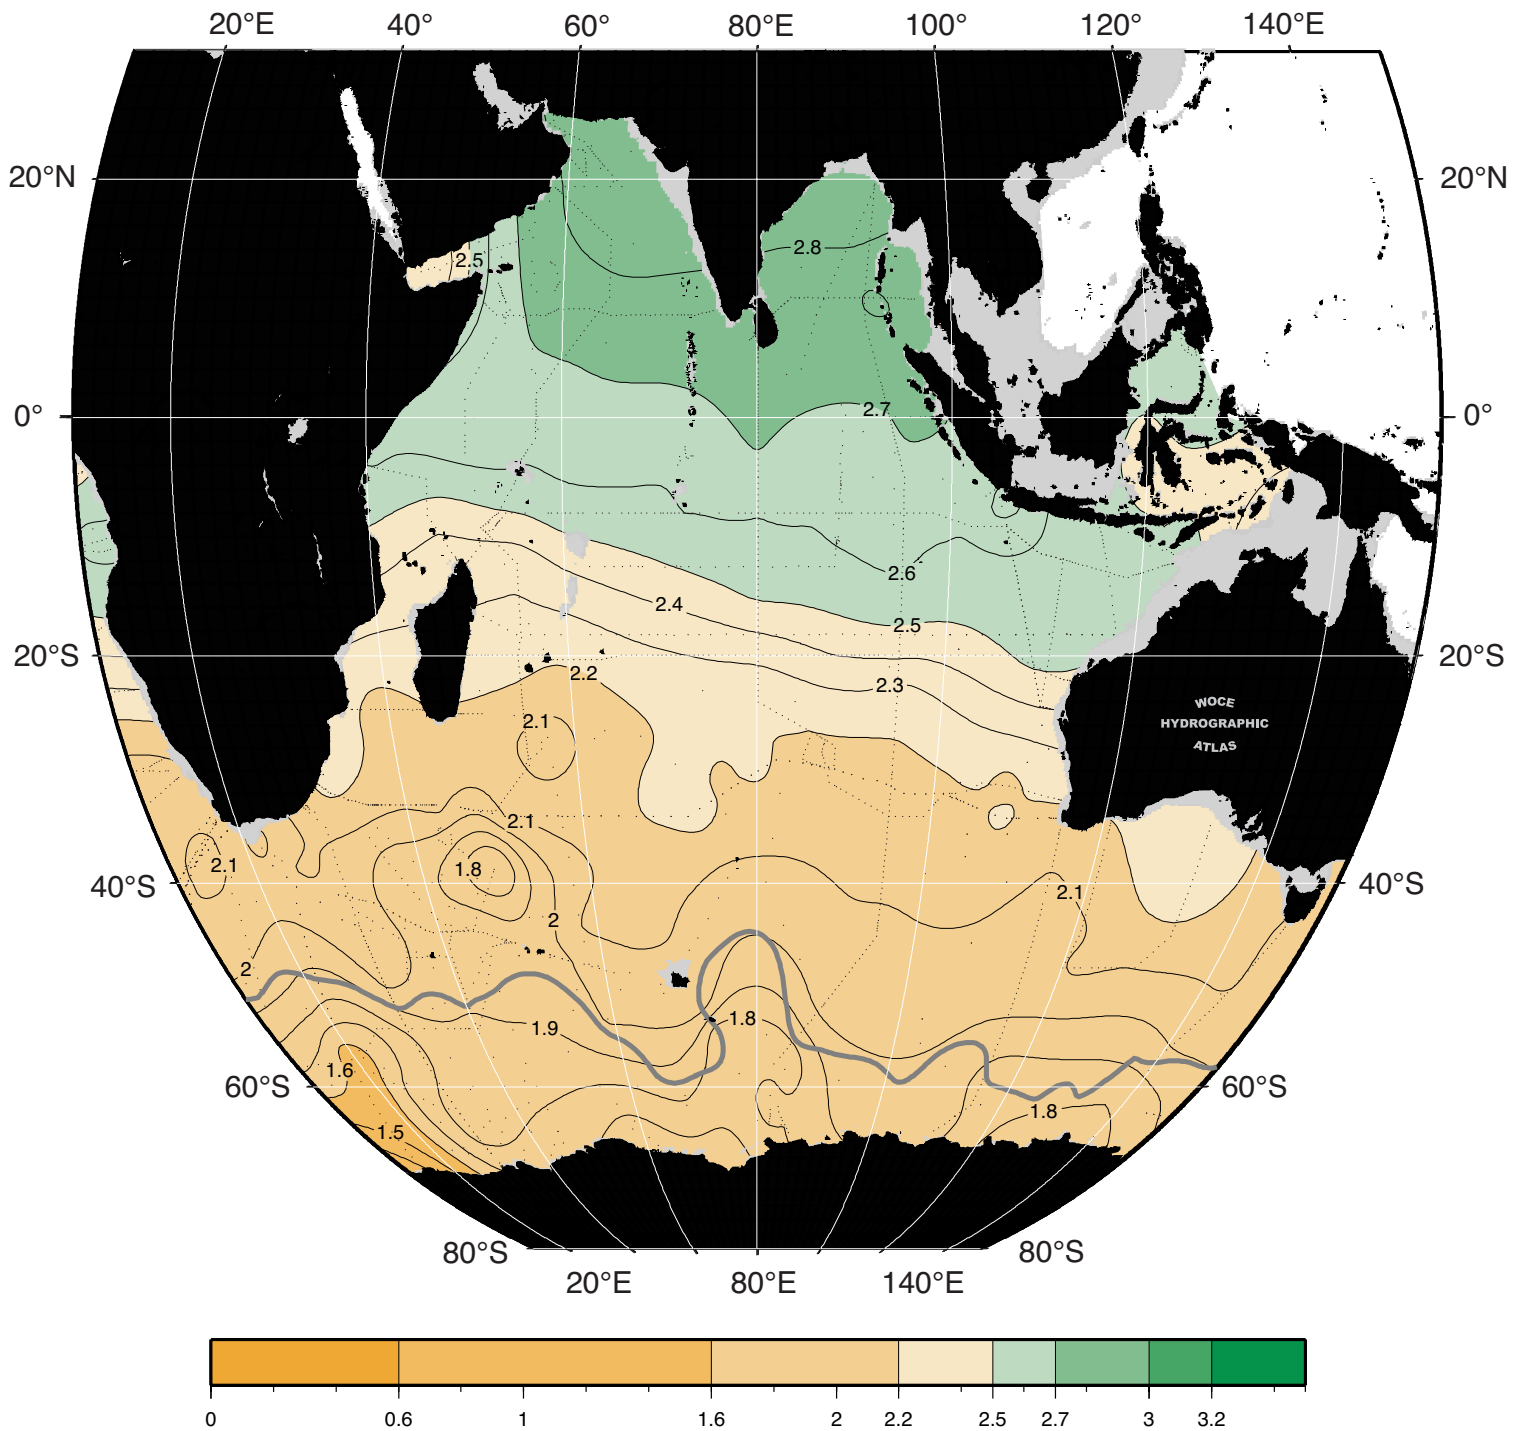 20°E 40° 60° 80°E 100° 120° 140°E
20°N 20°N
2.8
2.5
0° 2.7 0°
2.6
2.4
2.5
20°S 20°S
2.2
2.3
WOCE
HYDROGRAPHIC
ATLAS
2.1
2.1
2.1 1.8
40°S 2.1 40°S
2
2
1.8
1.9
1.6
60°S 60°S
1.8
1.5
80°S 80°S
20°E 80°E 140°E
0 0.6 1 1.6 2 2.2 2.5 2.7 3 3.2